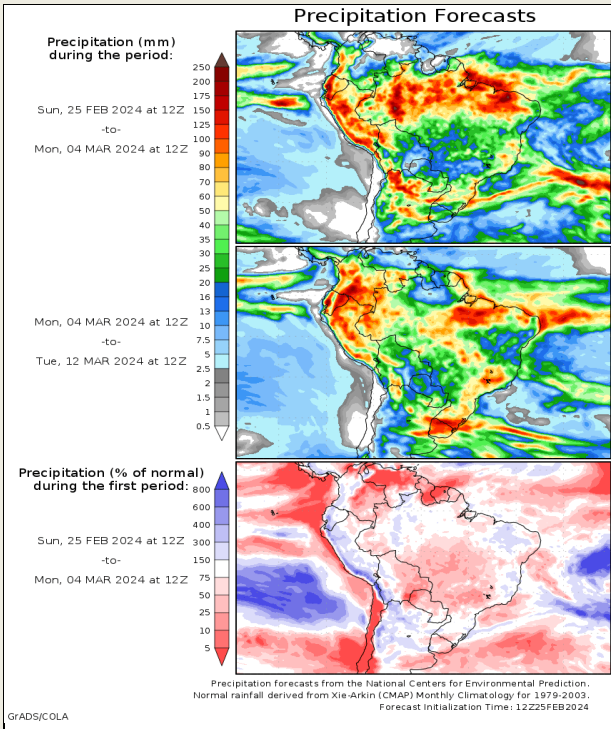 Precipitation Forecasts
Precipitation (mm)
during the period:
Sun, 25 FEB 2024 at 12Z
-to-
Mon, 04 MAR 2024 at 12Z
250
200
175
150
125
100
90
80
70
60
50
40
35
30
25
20
16
13
10
7.5
5
2.5
2
1.5
1
0.5
Mon, 04 MAR 2024 at 12Z
-to-
Tue, 12 MAR 2024 at 12Z
Precipitation (% of normal)
during the first period:
Sun, 25 FEB 2024 at 12Z
-to-
Mon, 04 MAR 2024 at 12Z
800
600
400
300
150
75
50
25
10
5
Precipitation forecasts from the National Centers for Environmental Prediction.
Normal rainfall derived from Xie-Arkin (CMAP) Monthly Climatology for 1979-2003.
Forecast Initialization Time: 12Z25FEB2024
GrADS/COLA